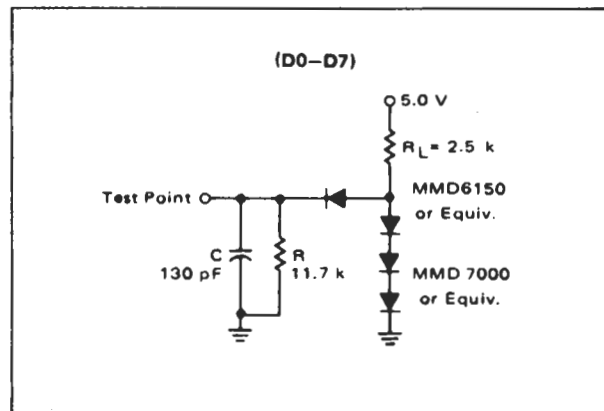 (D0–D7)
5.0 V
RL = 2.5 k
MMD6150
or Equiv.
Test Point
C
130 pF
R
11.7 k
MMD 7000
or Equiv.